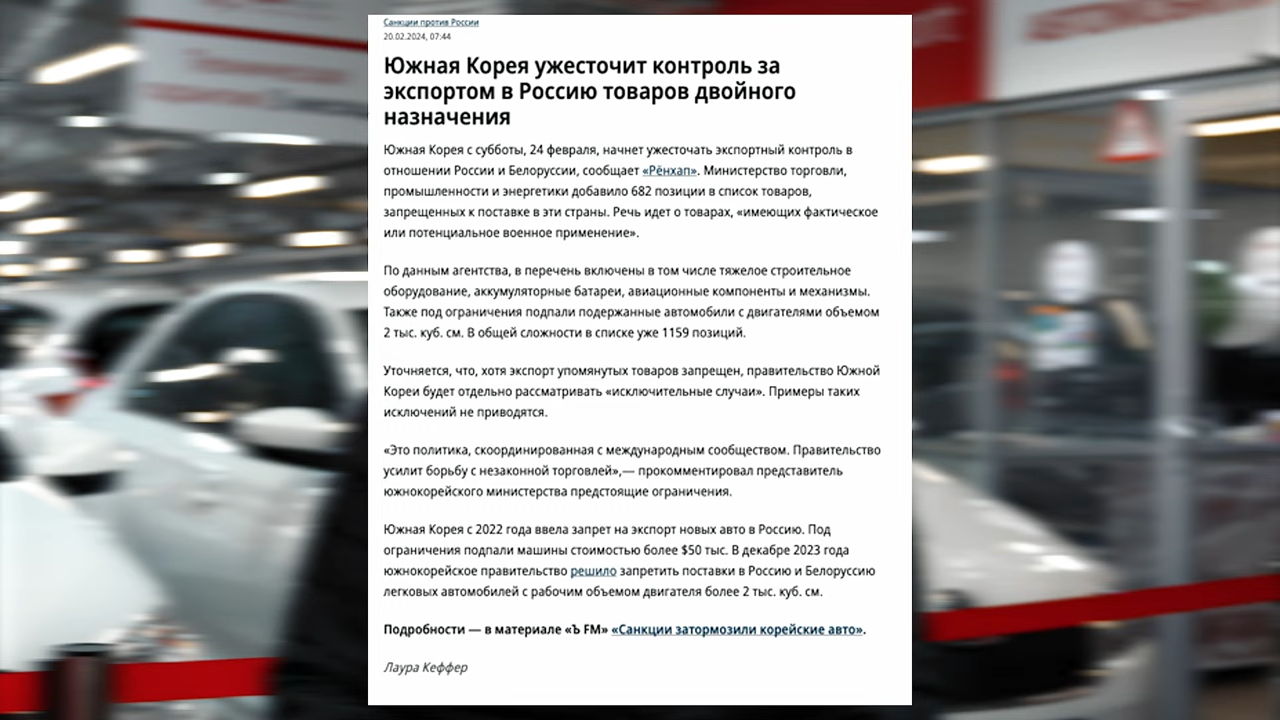 Санкции против России
20.02.2024, 07:44
Южная Корея ужесточит контроль за
экспортом в Россию товаров двойного
назначения
Южная Корея с субботы, 24 февраля, начнет ужесточать экспортный контроль в
отношении России и Белоруссии, сообщает «Рёнхап». Министерство торговли,
промышленности и энергетики добавило 682 позиции в список товаров,
запрещенных к поставке в эти страны. Речь идет о товарах, «имеющих фактическое
или потенциальное военное применение».
По данным агентства, в перечень включены в том числе тяжелое строительное
оборудование, аккумуляторные батареи, авиационные компоненты и механизмы.
Также под ограничения подпали подержанные автомобили с двигателями объемом
2 тыс. куб. см. В общей сложности в списке уже 1159 позиций.
Уточняется, что, хотя экспорт упомянутых товаров запрещен, правительство Южной
Кореи будет отдельно рассматривать «исключительные случаи». Примеры таких
исключений не приводятся.
«Это политика, скоординированная с международным сообществом. Правительство
усилит борьбу с незаконной торговлей»,— прокомментировал представитель
южнокорейского министерства предстоящие ограничения.
Южная Корея с 2022 года ввела запрет на экспорт новых авто в Россию. Под
ограничения подпали машины стоимостью более $50 тыс. В декабре 2023 года
южнокорейское правительство решило запретить поставки в Россию и Белоруссию
легковых автомобилей с рабочим объемом двигателя более 2 тыс. куб. см.
Подробности — в материале «Ъ FM» «Санкции затормозили корейские авто».
Лаура Кеффер